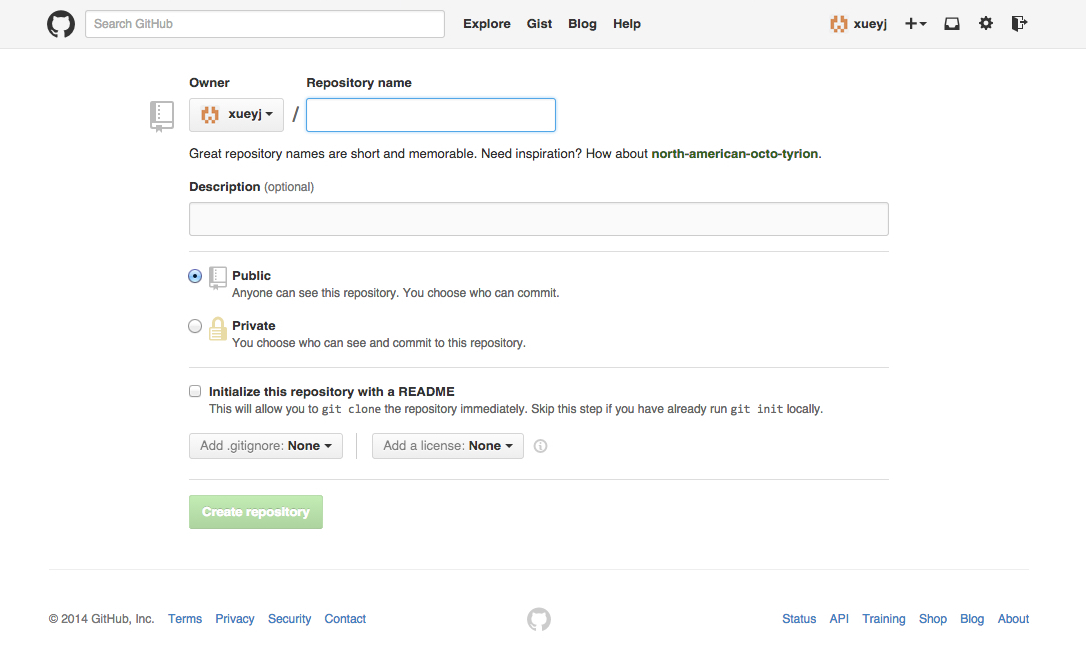 Search GitHub Explore Gist Blog Help xueyj
Owner Repository name
xueyj /
Great repository names are short and memorable. Need inspiration? How about north-american-octo-tyrion.
Description (optional)
Public
Anyone can see this repository. You choose who can commit.
Private
You choose who can see and commit to this repository.
Initialize this repository with a README
This will allow you to git clone the repository immediately. Skip this step if you have already run git init locally.
Add .gitignore: None Add a license: None
Create repository
© 2014 GitHub, Inc. Terms Privacy Security Contact Status API Training Shop Blog About